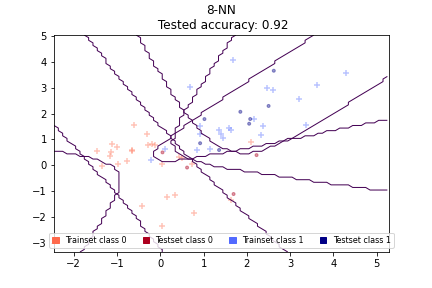 8-NN
Tested accuracy: 0.92
5
4
3
2
1
0
−1
−2
−3
Trainset class 0 Testset class 0 Trainset class 1 Testset class 1
−2 −1 0 1 2 3 4 5